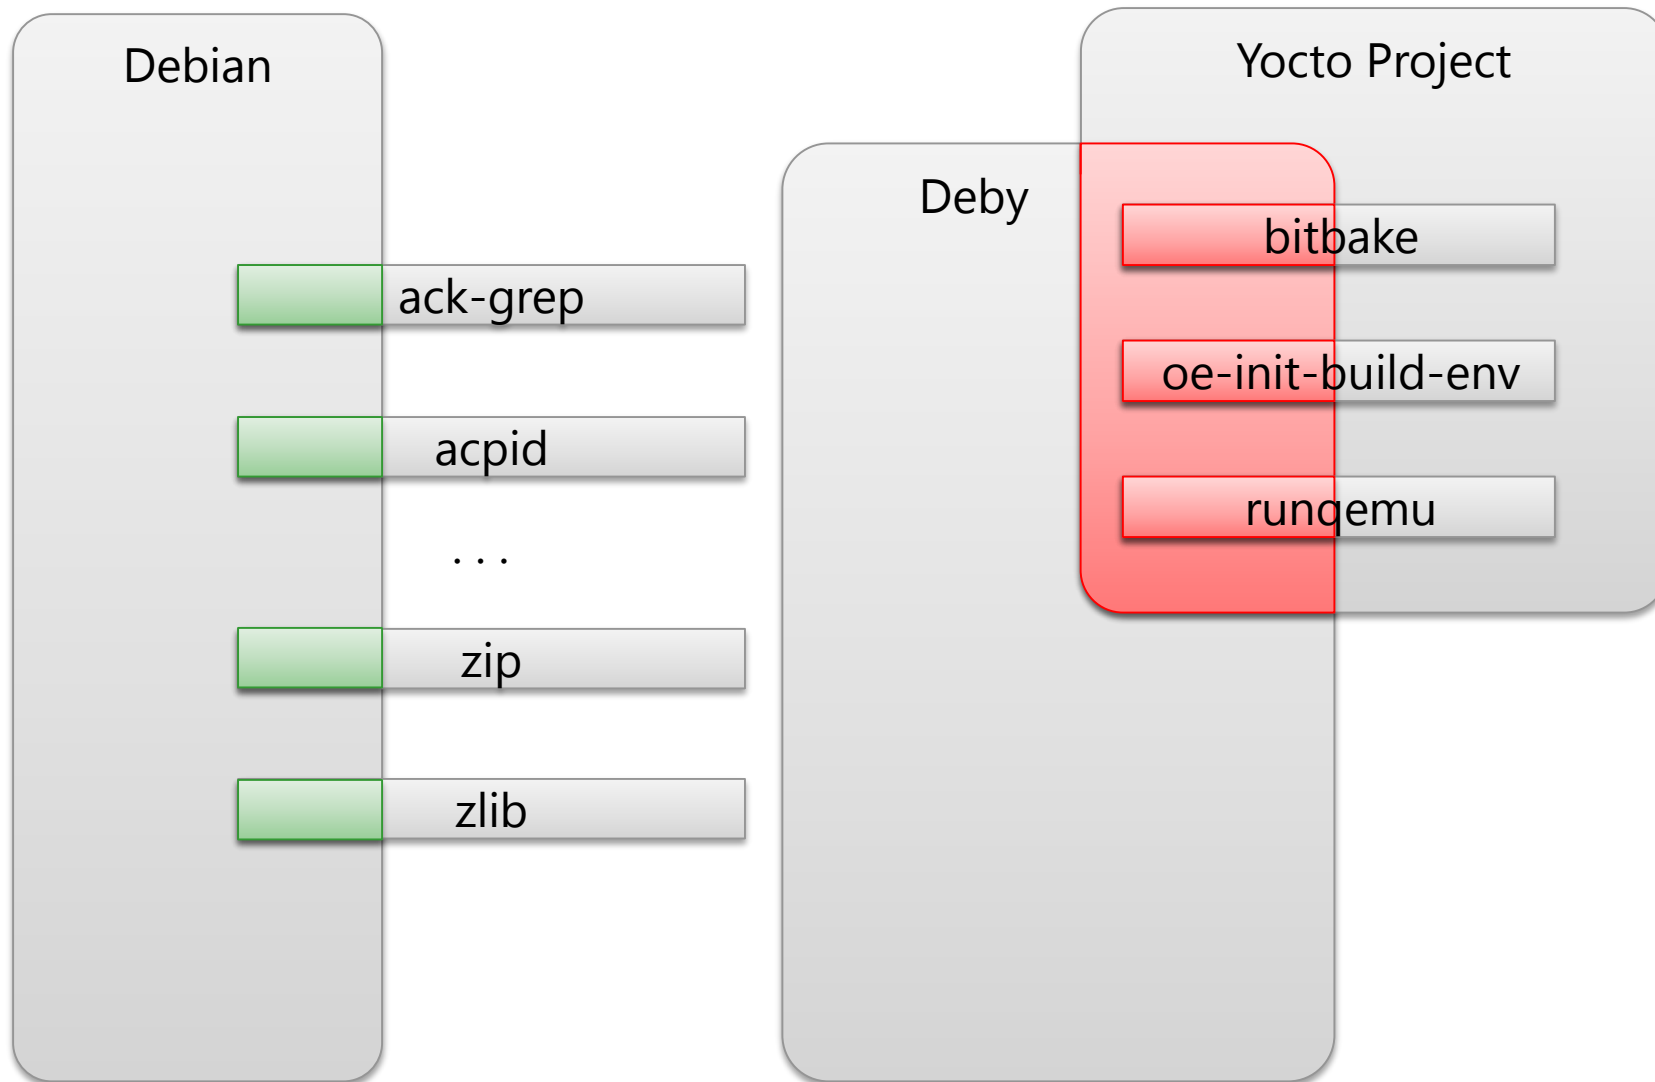 Debian
ack-grep
acpid
...
zip
zlib
Deby
Yocto Project
bitbake
oe-init-build-env
runqemu